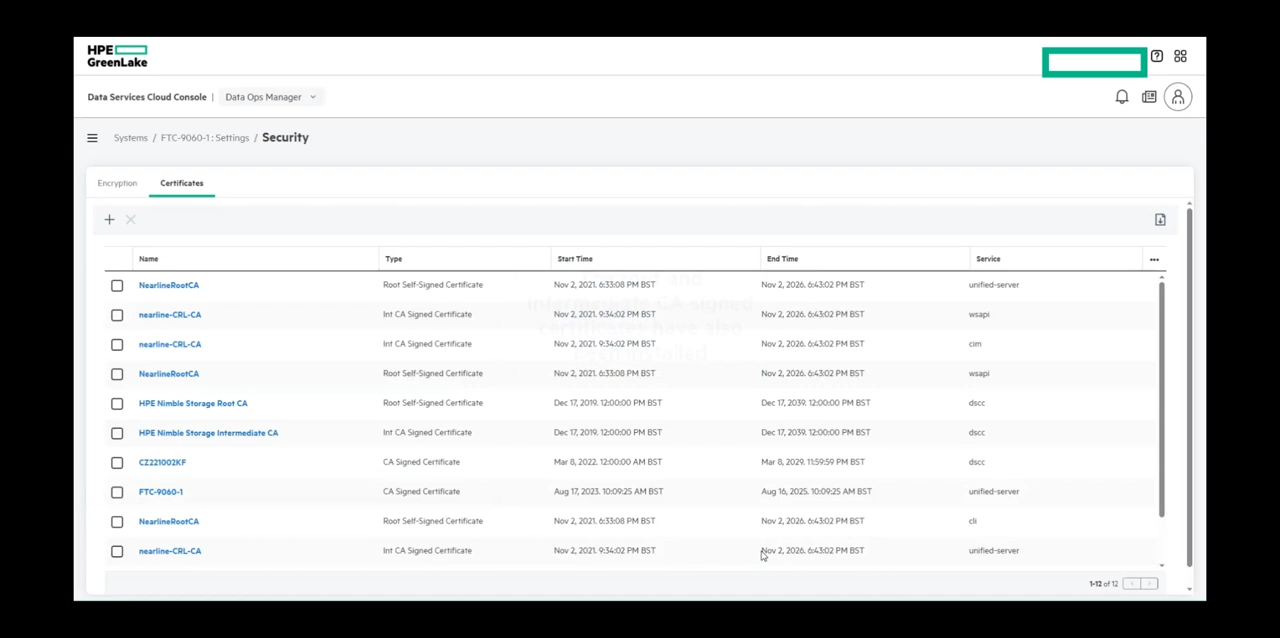 HPE
GreenLake
Data Services Cloud Console | Data Ops Manager
Systems / FTC-9060-1 : Settings / Security
Encryption Certificates
Name Type Start Time End Time Service
NearlineRootCA Root Self-Signed Certificate Nov 2, 2021. 6:33:08 PM BST Nov 2, 2026. 6:43:02 PM BST unified-server
nearline-CRL-CA Int CA Signed Certificate Nov 2, 2021. 9:34:02 PM BST Nov 2, 2026. 6:43:02 PM BST wsapi
nearline-CRL-CA Int CA Signed Certificate Nov 2, 2021. 9:34:02 PM BST Nov 2, 2026. 6:43:02 PM BST cim
NearlineRootCA Root Self-Signed Certificate Nov 2, 2021. 6:33:08 PM BST Nov 2, 2026. 6:43:02 PM BST wsapi
HPE Nimble Storage Root CA Root Self-Signed Certificate Dec 17, 2019. 12:00:00 PM BST Dec 17, 2039. 12:00:00 PM BST dscc
HPE Nimble Storage Intermediate CA Int CA Signed Certificate Dec 17, 2019. 12:00:00 PM BST Dec 17, 2039. 12:00:00 PM BST dscc
CZ221002KF CA Signed Certificate Mar 8, 2022. 12:00:00 AM BST Mar 8, 2029. 11:59:59 PM BST dscc
FTC-9060-1 CA Signed Certificate Aug 17, 2023. 10:09:25 AM BST Aug 16, 2025. 10:09:25 AM BST unified-server
NearlineRootCA Root Self-Signed Certificate Nov 2, 2021. 6:33:08 PM BST Nov 2, 2026. 6:43:02 PM BST cli
nearline-CRL-CA Int CA Signed Certificate Nov 2, 2021. 9:34:02 PM BST Nov 2, 2026. 6:43:02 PM BST unified-server
1-12 of 12
and
intermediate CA signed
certificates have also
been installed